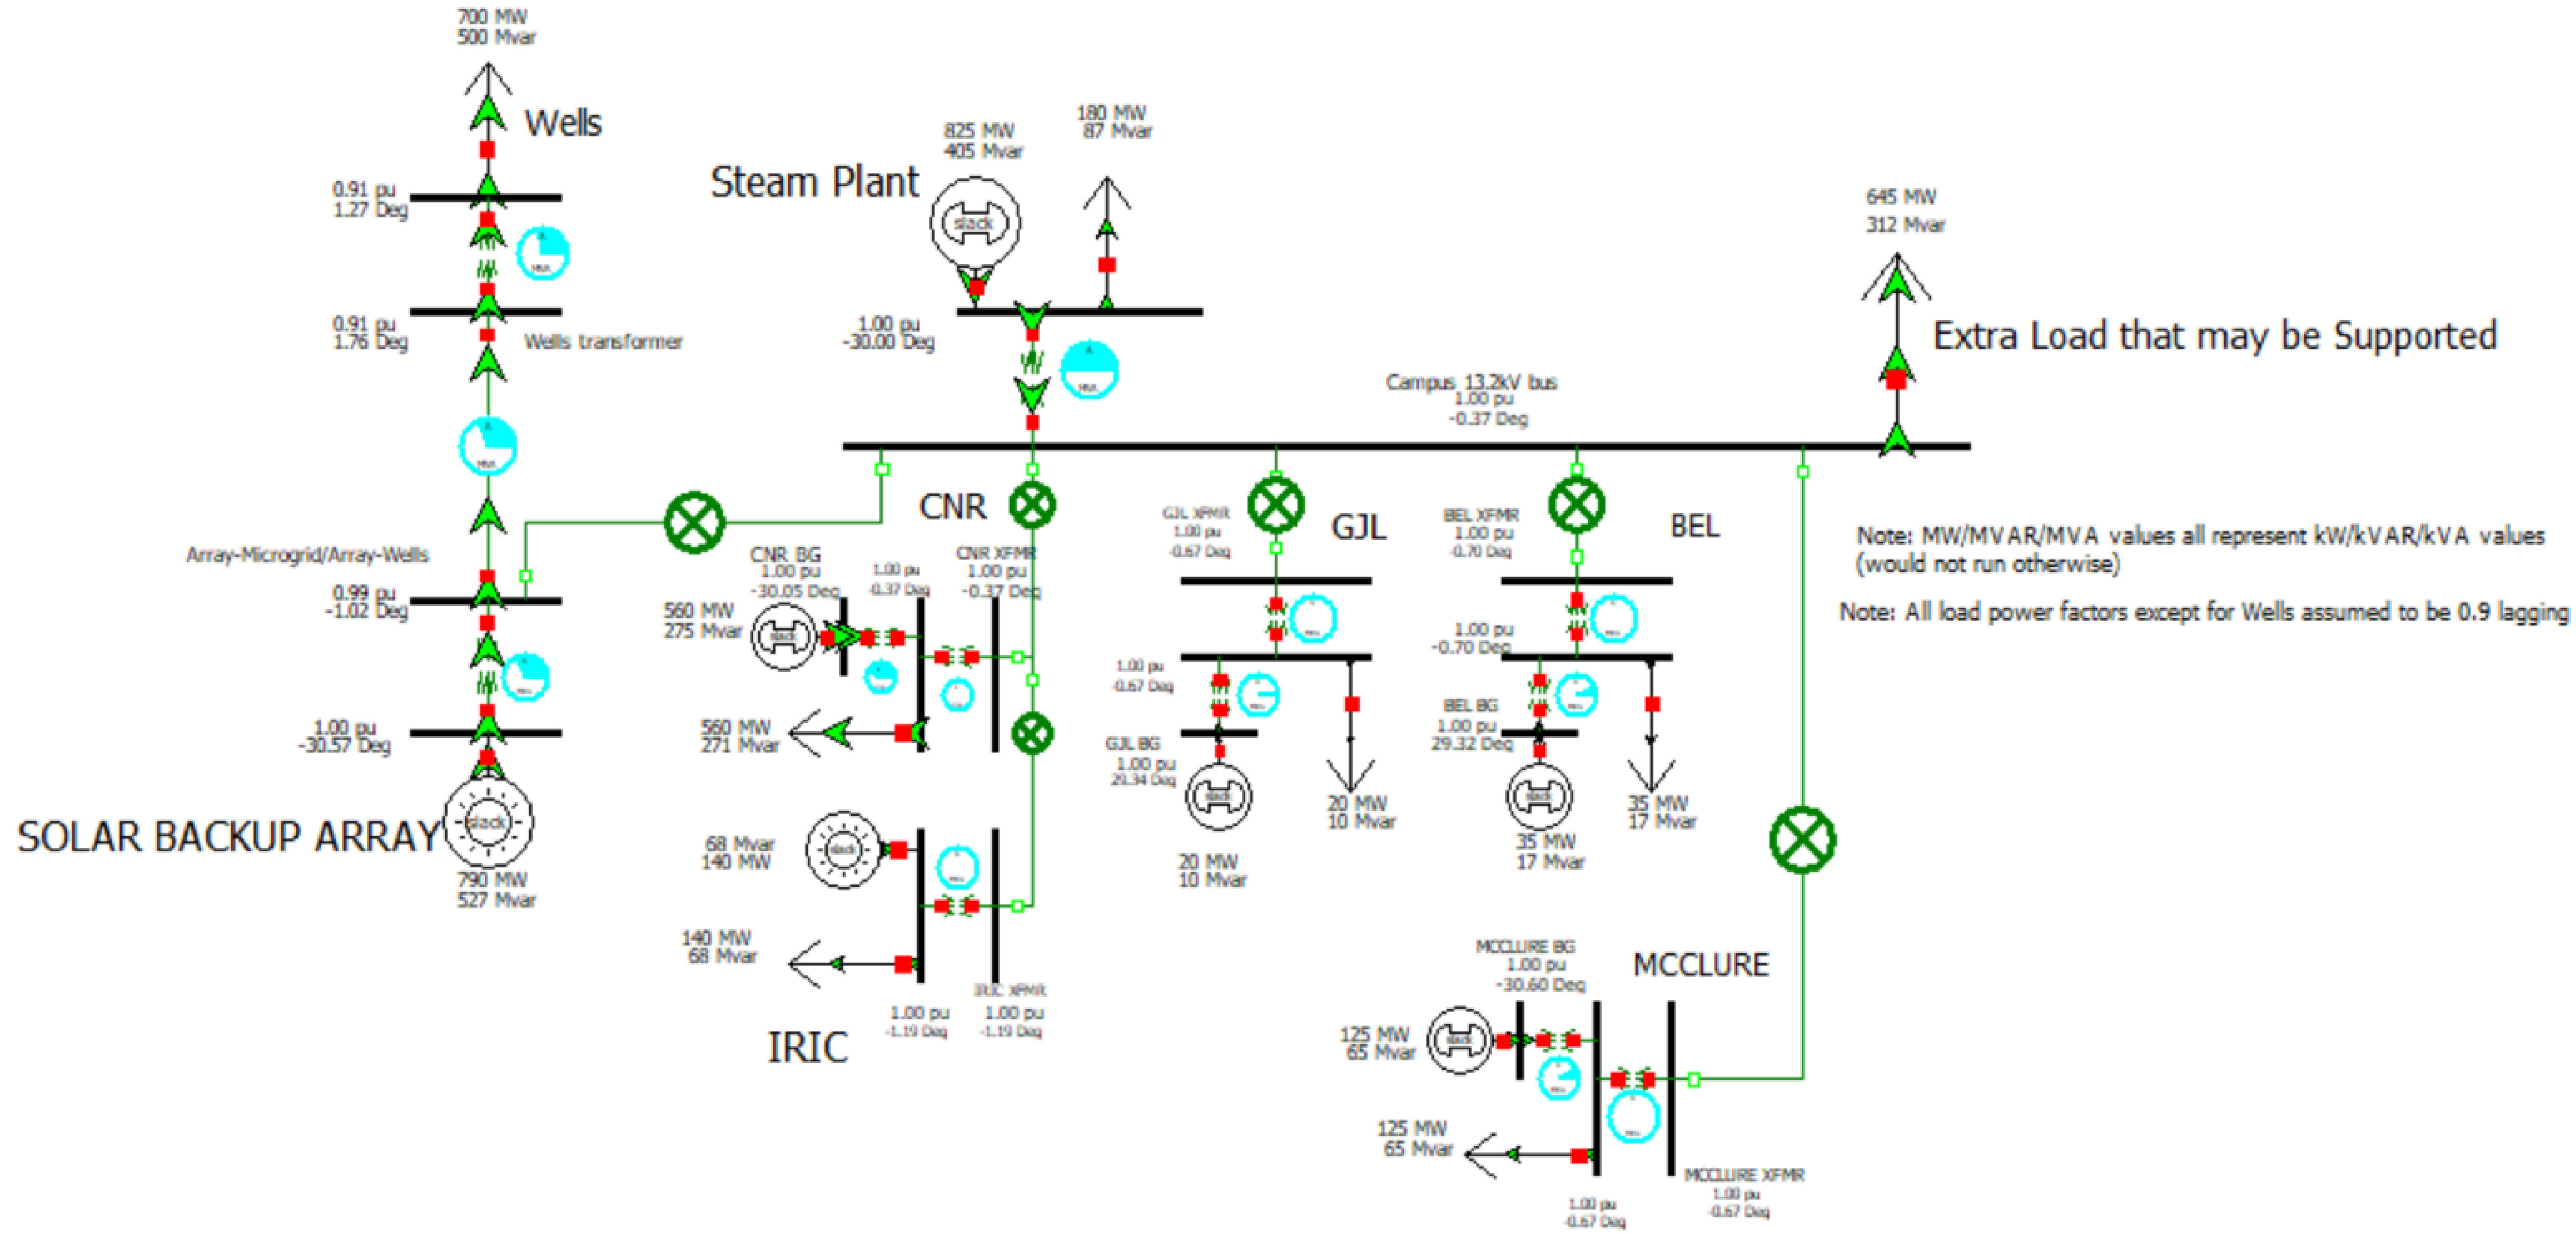 700 MW
500 Mvar
Wells
0.91 pu
1.27 Deg
MVA
0.91 pu
1.76 Deg
Wells transformer
MVA
Array-Microgrid/Array-Wells
0.99 pu
-1.02 Deg
1.00 pu
-30.57 Deg
SOLAR BACKUP ARRAY
slack
790 MW
527 Mvar
Steam Plant
825 MW
405 Mvar
slack
180 MW
87 Mvar
1.00 pu
-30.00 Deg
MVA
Campus 13.2kV bus
1.00 pu
-0.37 Deg
645 MW
312 Mvar
Extra Load that may be Supported
CNR
CNR BG
1.00 pu
-30.05 Deg
1.00 pu
-0.37 Deg
CNR XFMR
1.00 pu
-0.37 Deg
560 MW
275 Mvar
slack
560 MW
271 Mvar
68 Mvar
140 MW
slack
140 MW
68 Mvar
IRIC
1.00 pu
-1.19 Deg
IRIC XFMR
1.00 pu
-1.19 Deg
GJL XFMR
1.00 pu
-0.67 Deg
GJL
1.00 pu
-0.67 Deg
GJL BG
1.00 pu
29.34 Deg
slack
20 MW
10 Mvar
20 MW
10 Mvar
BEL XFMR
1.00 pu
-0.70 Deg
BEL
1.00 pu
-0.70 Deg
BEL BG
1.00 pu
29.32 Deg
slack
35 MW
17 Mvar
35 MW
17 Mvar
Note: MW/MVAR/MVA values all represent kW/kVAR/kVA values
(would not run otherwise)
Note: All load power factors except for Wells assumed to be 0.9 lagging
MCCLURE BG
1.00 pu
-30.60 Deg
MCCLURE
125 MW
65 Mvar
slack
125 MW
65 Mvar
1.00 pu
-0.67 Deg
MCCLURE XFMR
1.00 pu
-0.67 Deg